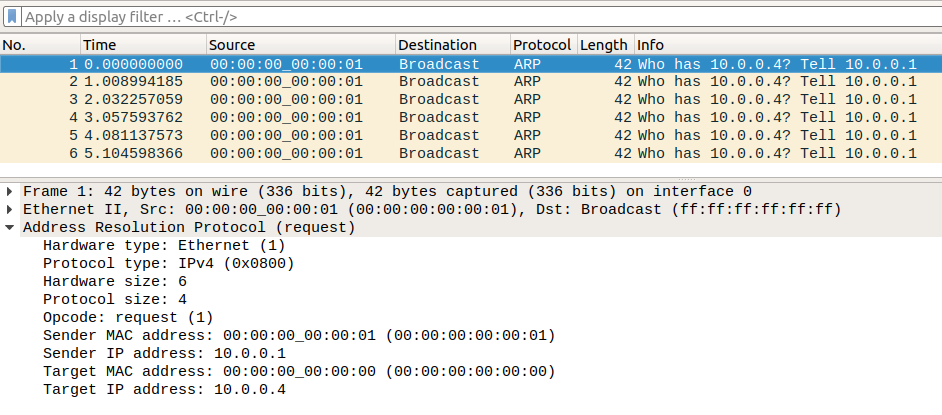 Apply a display filter … <Ctrl-/>
No. Time Source Destination Protocol Length Info
1 0.000000000 00:00:00_00:00:01 Broadcast ARP 42 Who has 10.0.0.4? Tell 10.0.0.1
2 1.008994185 00:00:00_00:00:01 Broadcast ARP 42 Who has 10.0.0.4? Tell 10.0.0.1
3 2.032257059 00:00:00_00:00:01 Broadcast ARP 42 Who has 10.0.0.4? Tell 10.0.0.1
4 3.057593762 00:00:00_00:00:01 Broadcast ARP 42 Who has 10.0.0.4? Tell 10.0.0.1
5 4.081137573 00:00:00_00:00:01 Broadcast ARP 42 Who has 10.0.0.4? Tell 10.0.0.1
6 5.104598366 00:00:00_00:00:01 Broadcast ARP 42 Who has 10.0.0.4? Tell 10.0.0.1
Frame 1: 42 bytes on wire (336 bits), 42 bytes captured (336 bits) on interface 0
Ethernet II, Src: 00:00:00_00:00:01 (00:00:00:00:00:01), Dst: Broadcast (ff:ff:ff:ff:ff:ff)
Address Resolution Protocol (request)
Hardware type: Ethernet (1)
Protocol type: IPv4 (0x0800)
Hardware size: 6
Protocol size: 4
Opcode: request (1)
Sender MAC address: 00:00:00_00:00:01 (00:00:00:00:00:01)
Sender IP address: 10.0.0.1
Target MAC address: 00:00:00_00:00:00 (00:00:00:00:00:00)
Target IP address: 10.0.0.4